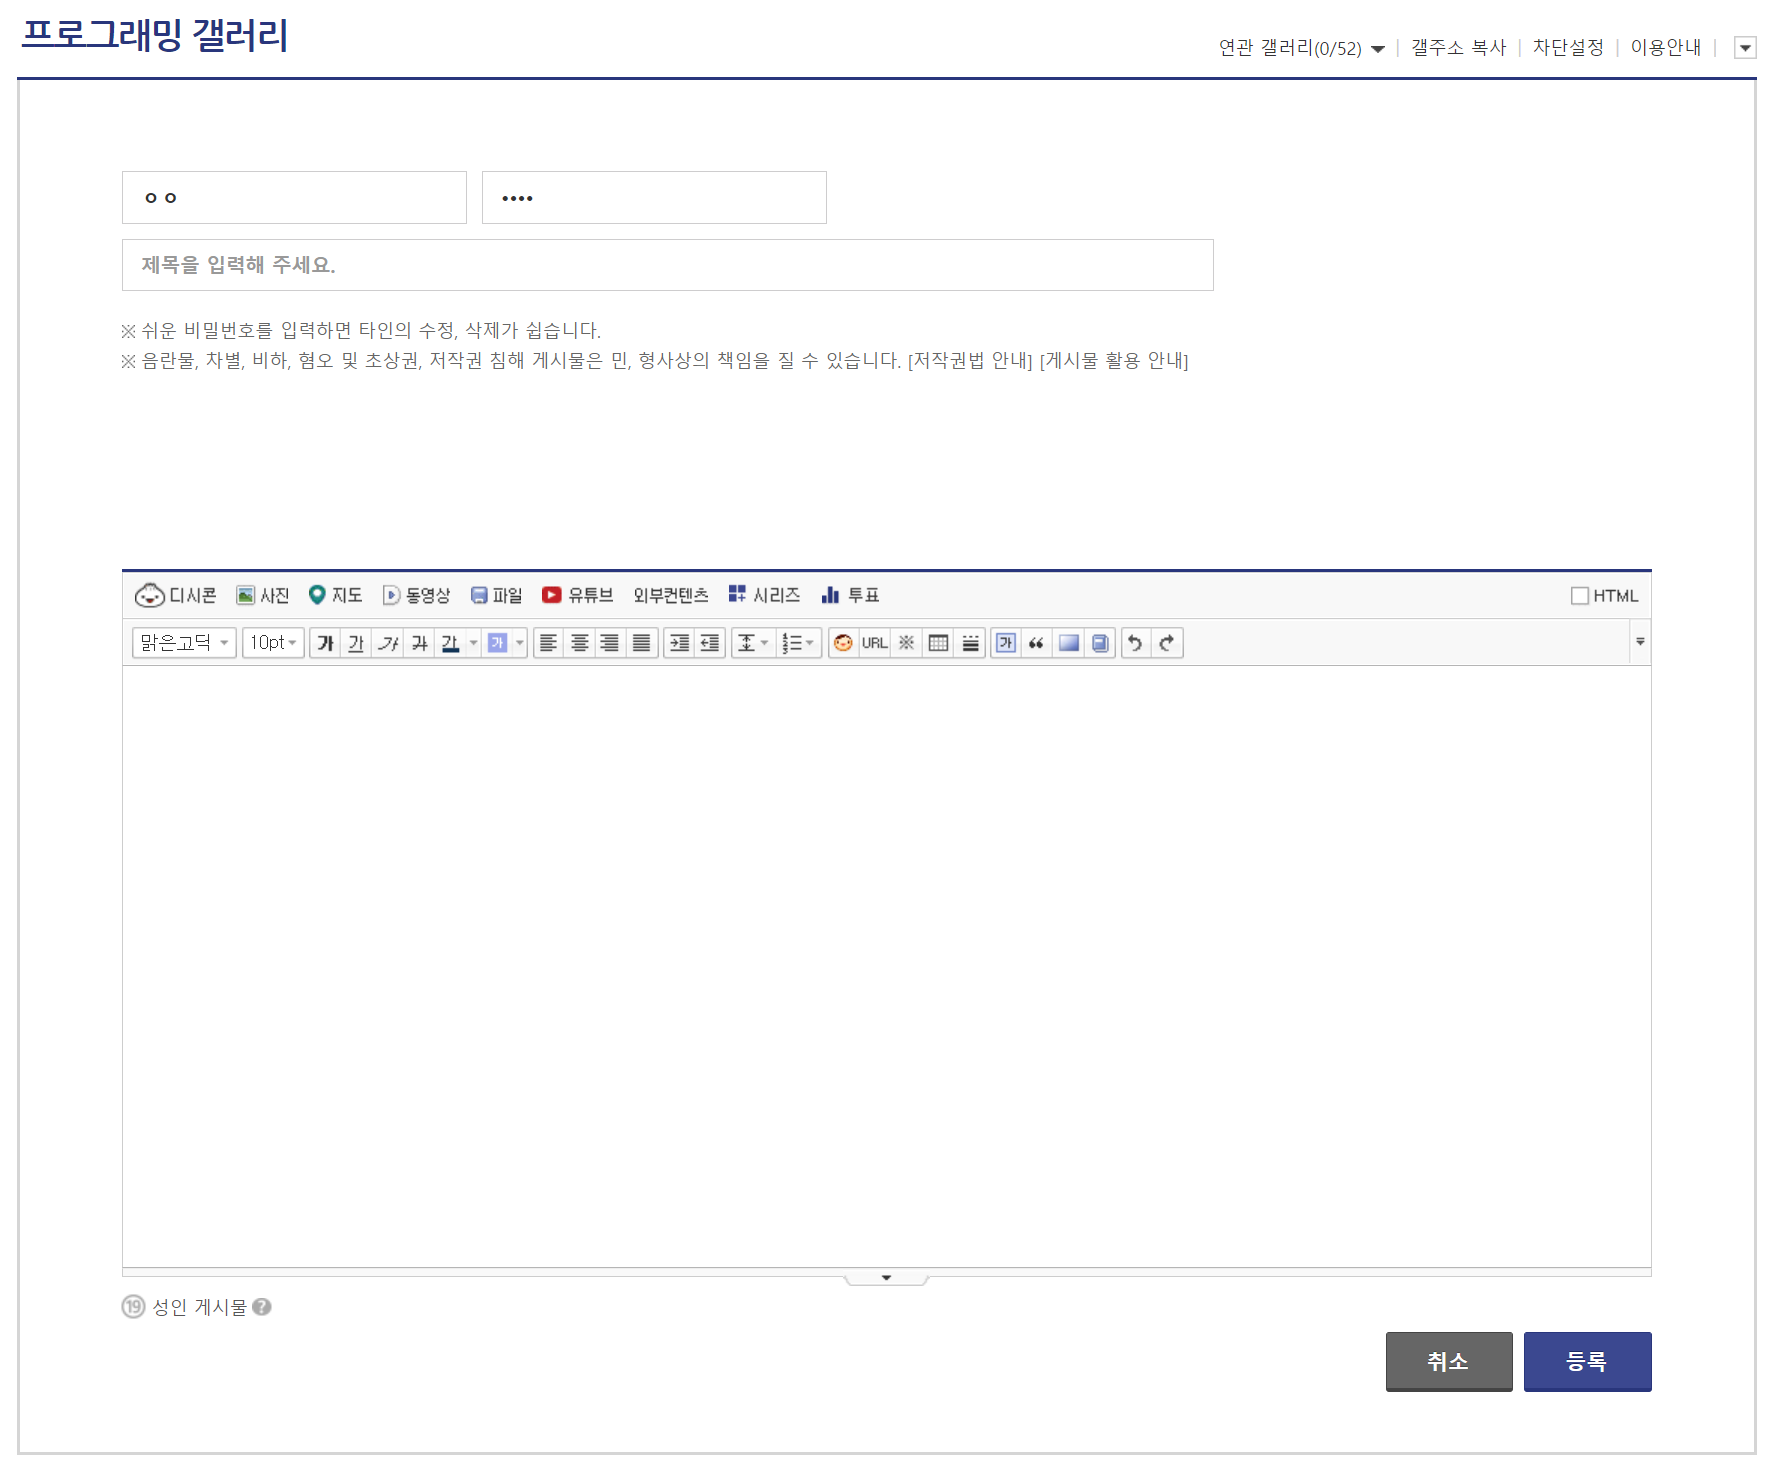 프로그래밍 갤러리
연관 갤러리(0/52) | 갤주소 복사 | 차단설정 | 이용안내 |
ㅇㅇ ••••
제목을 입력해 주세요.
※ 쉬운 비밀번호를 입력하면 타인의 수정, 삭제가 쉽습니다.
※ 음란물, 차별, 비하, 혐오 및 초상권, 저작권 침해 게시물은 민, 형사상의 책임을 질 수 있습니다. [저작권법 안내] [게시물 활용 안내]
디시콘 사진 지도 동영상 파일 유튜브 외부컨텐츠 시리즈 투표 HTML
맑은고딕 10pt 가 가 가 가 가 가 URL ※ 가
19 성인 게시물 ?
취소 등록